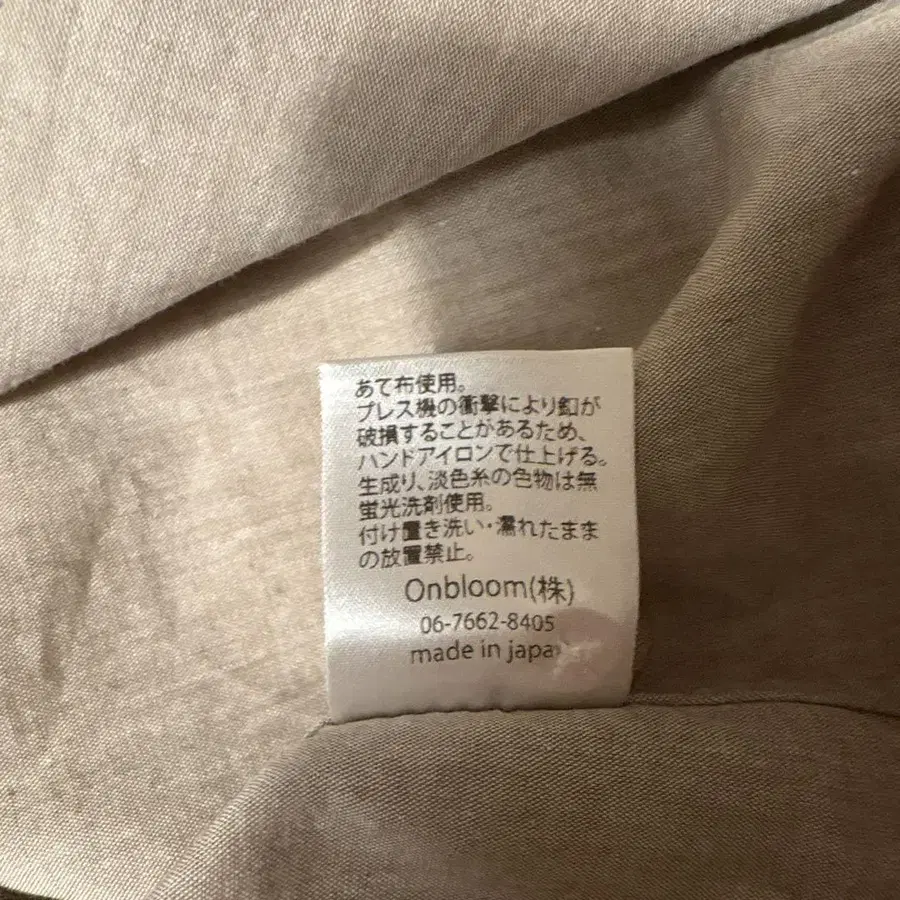 あて布使用。
プレス機の衝撃により釦が
破損することがあるため、
ハンドアイロンで仕上げる。
生成り、淡色糸の色物は無
蛍光洗剤使用。
付け置き洗い・濡れたまま
の放置禁止。
Onbloom(株)
06-7662-8405
made in japa